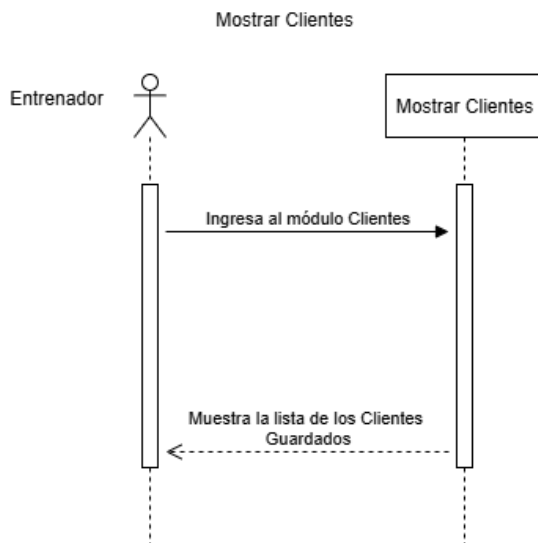 Mostrar Clientes
Entrenador
Mostrar Clientes
Ingresa al módulo Clientes
Muestra la lista de los Clientes
Guardados